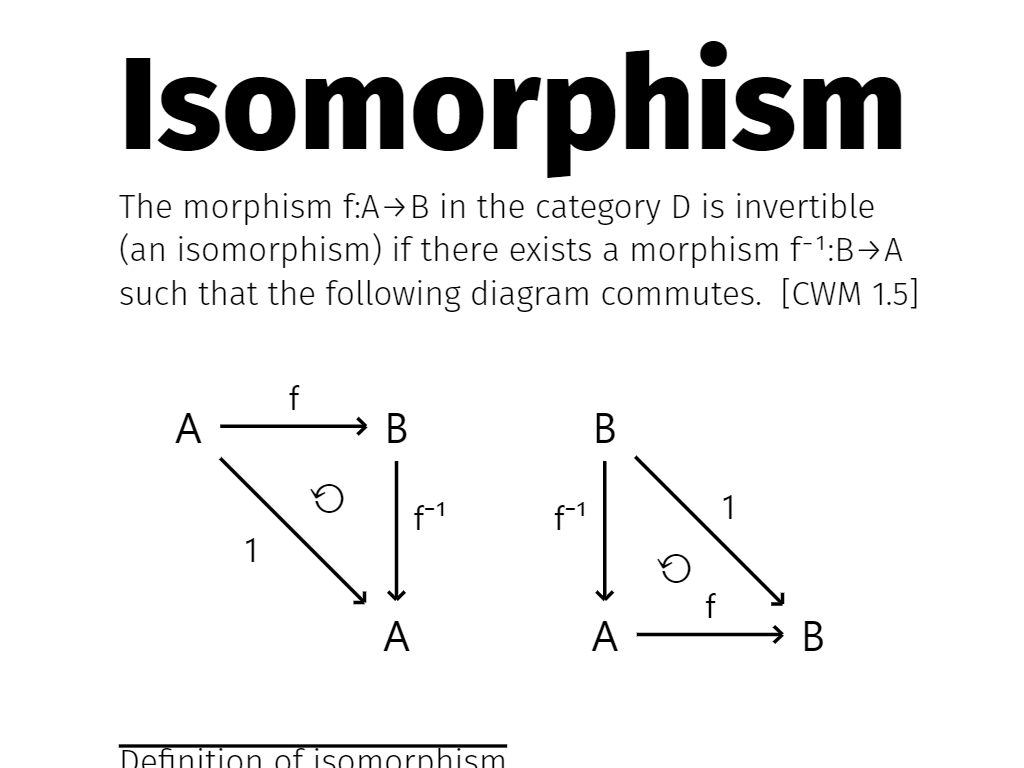 Isomorphism
The morphism f:A→B in the category D is invertible
(an isomorphism) if there exists a morphism f⁻¹:B→A
such that the following diagram commutes.  [CWM 1.5]
f
A B B
f⁻¹ f⁻¹ 1
1
f
A A B
Definition of isomorphism